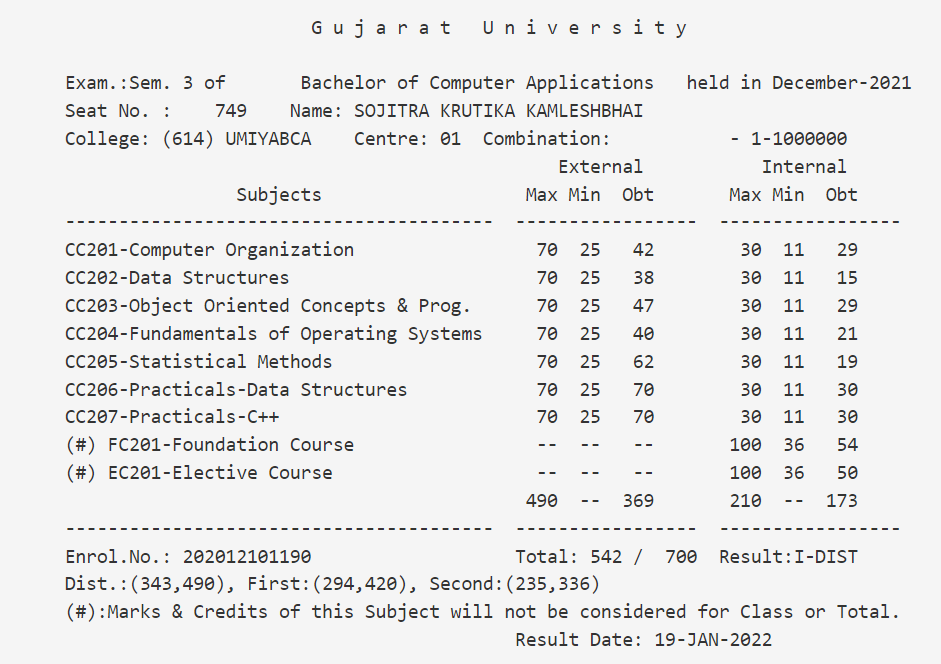 G u j a r a t   U n i v e r s i t y
Exam.:Sem. 3 of       Bachelor of Computer Applications   held in December-2021
Seat No. :    749    Name: SOJITRA KRUTIKA KAMLESHBHAI
College: (614) UMIYABCA    Centre: 01  Combination:           - 1-1000000
External           Internal
Subjects                   Max Min  Obt       Max Min  Obt
----------------------------------------  -----------------  -----------------
CC201-Computer Organization                 70  25   42        30  11   29
CC202-Data Structures                       70  25   38        30  11   15
CC203-Object Oriented Concepts & Prog.      70  25   47        30  11   29
CC204-Fundamentals of Operating Systems     70  25   40        30  11   21
CC205-Statistical Methods                   70  25   62        30  11   19
CC206-Practicals-Data Structures            70  25   70        30  11   30
CC207-Practicals-C++                        70  25   70        30  11   30
(#) FC201-Foundation Course                 --  --   --       100  36   54
(#) EC201-Elective Course                   --  --   --       100  36   50
490  --  369       210  --  173
----------------------------------------  -----------------  -----------------
Enrol.No.: 202012101190                   Total: 542 /  700  Result:I-DIST
Dist.:(343,490), First:(294,420), Second:(235,336)
(#):Marks & Credits of this Subject will not be considered for Class or Total.
Result Date: 19-JAN-2022